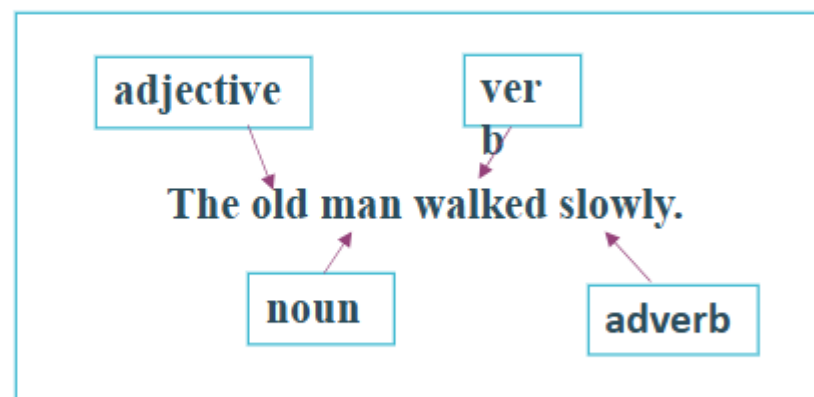 adjective
ver
b
The old man walked slowly.
noun
adverb